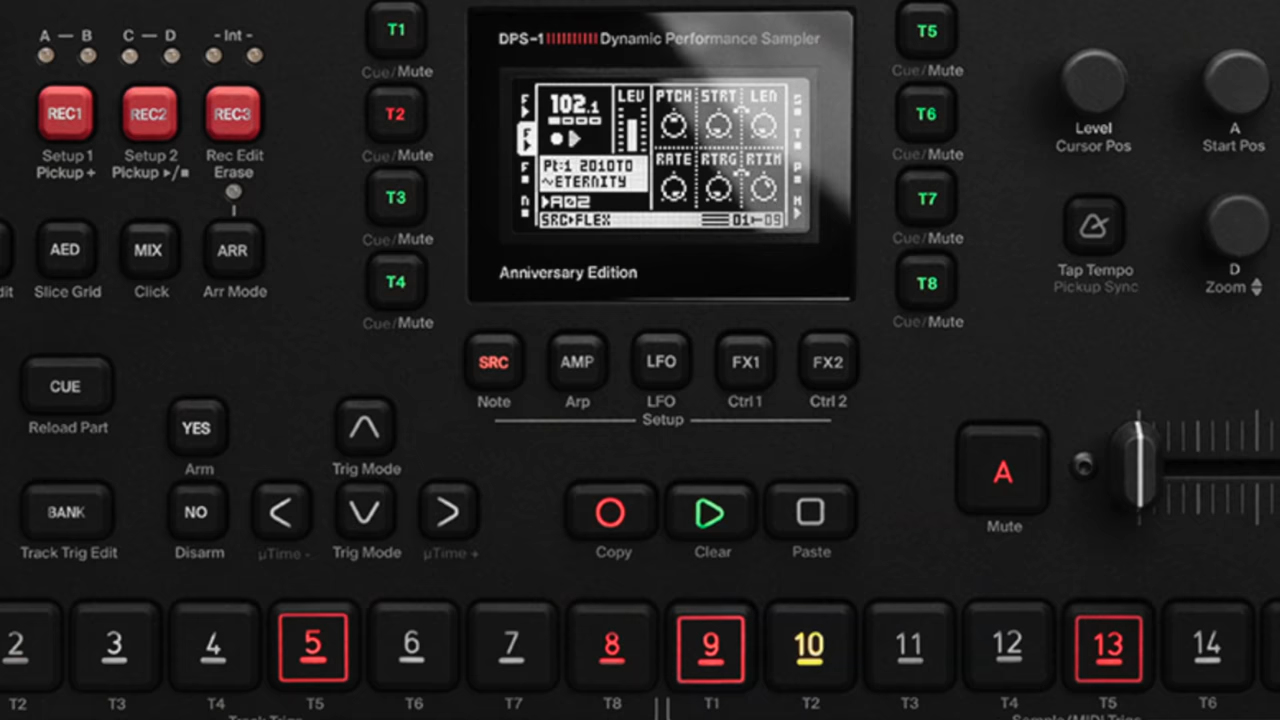 A — B
C — D
- Int -
REC1
REC2
REC3
Setup 1
Pickup +
Setup 2
Pickup ▸/■
Rec Edit
Erase
AED
MIX
ARR
Slice Grid
Click
Arr Mode
T1
Cue/Mute
T2
Cue/Mute
T3
Cue/Mute
T4
Cue/Mute
DPS-1 Dynamic Performance Sampler
102.1
LEV
PTCH STRT LEN
RATE RTRG RTIM
Pt:1 2010TO
~ETERNITY
▸A02
SRC▸FLEX
01 09
Anniversary Edition
T5
Cue/Mute
T6
Cue/Mute
T7
Cue/Mute
T8
Cue/Mute
Level
Cursor Pos
A
Start Pos
Tap Tempo
Pickup Sync
D
Zoom
SRC
AMP
LFO
FX1
FX2
Note
Arp
LFO
Ctrl 1
Ctrl 2
Setup
CUE
Reload Part
YES
Arm
Trig Mode
BANK
NO
Track Trig Edit
Disarm
µTime -
Trig Mode
µTime +
Copy
Clear
Paste
A
Mute
2 3 4 5 6 7 8 9 10 11 12 13 14
T2 T3 T4 T5 T6 T7 T8 T1 T2 T3 T4 T5 T6